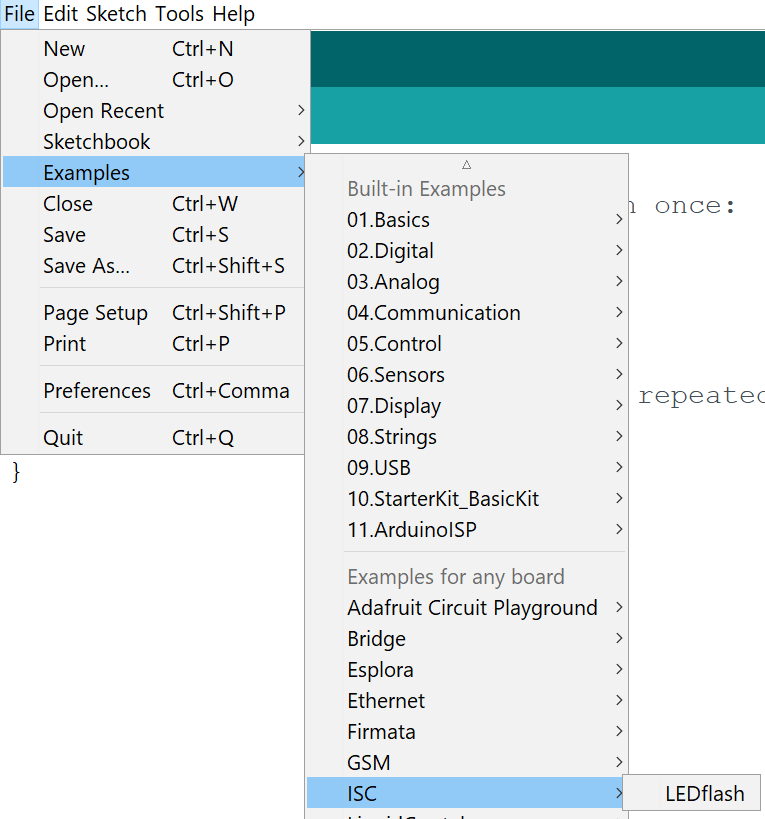 File Edit Sketch Tools Help
New Ctrl+N
Open... Ctrl+O
Open Recent
Sketchbook
Examples
Close Ctrl+W
Save Ctrl+S
Save As... Ctrl+Shift+S
Page Setup Ctrl+Shift+P
Print Ctrl+P
Preferences Ctrl+Comma
Quit Ctrl+Q
}
Built-in Examples
01.Basics
02.Digital
03.Analog
04.Communication
05.Control
06.Sensors
07.Display
08.Strings
09.USB
10.StarterKit_BasicKit
11.ArduinoISP
Examples for any board
Adafruit Circuit Playground
Bridge
Esplora
Ethernet
Firmata
GSM
ISC
LEDflash
once: